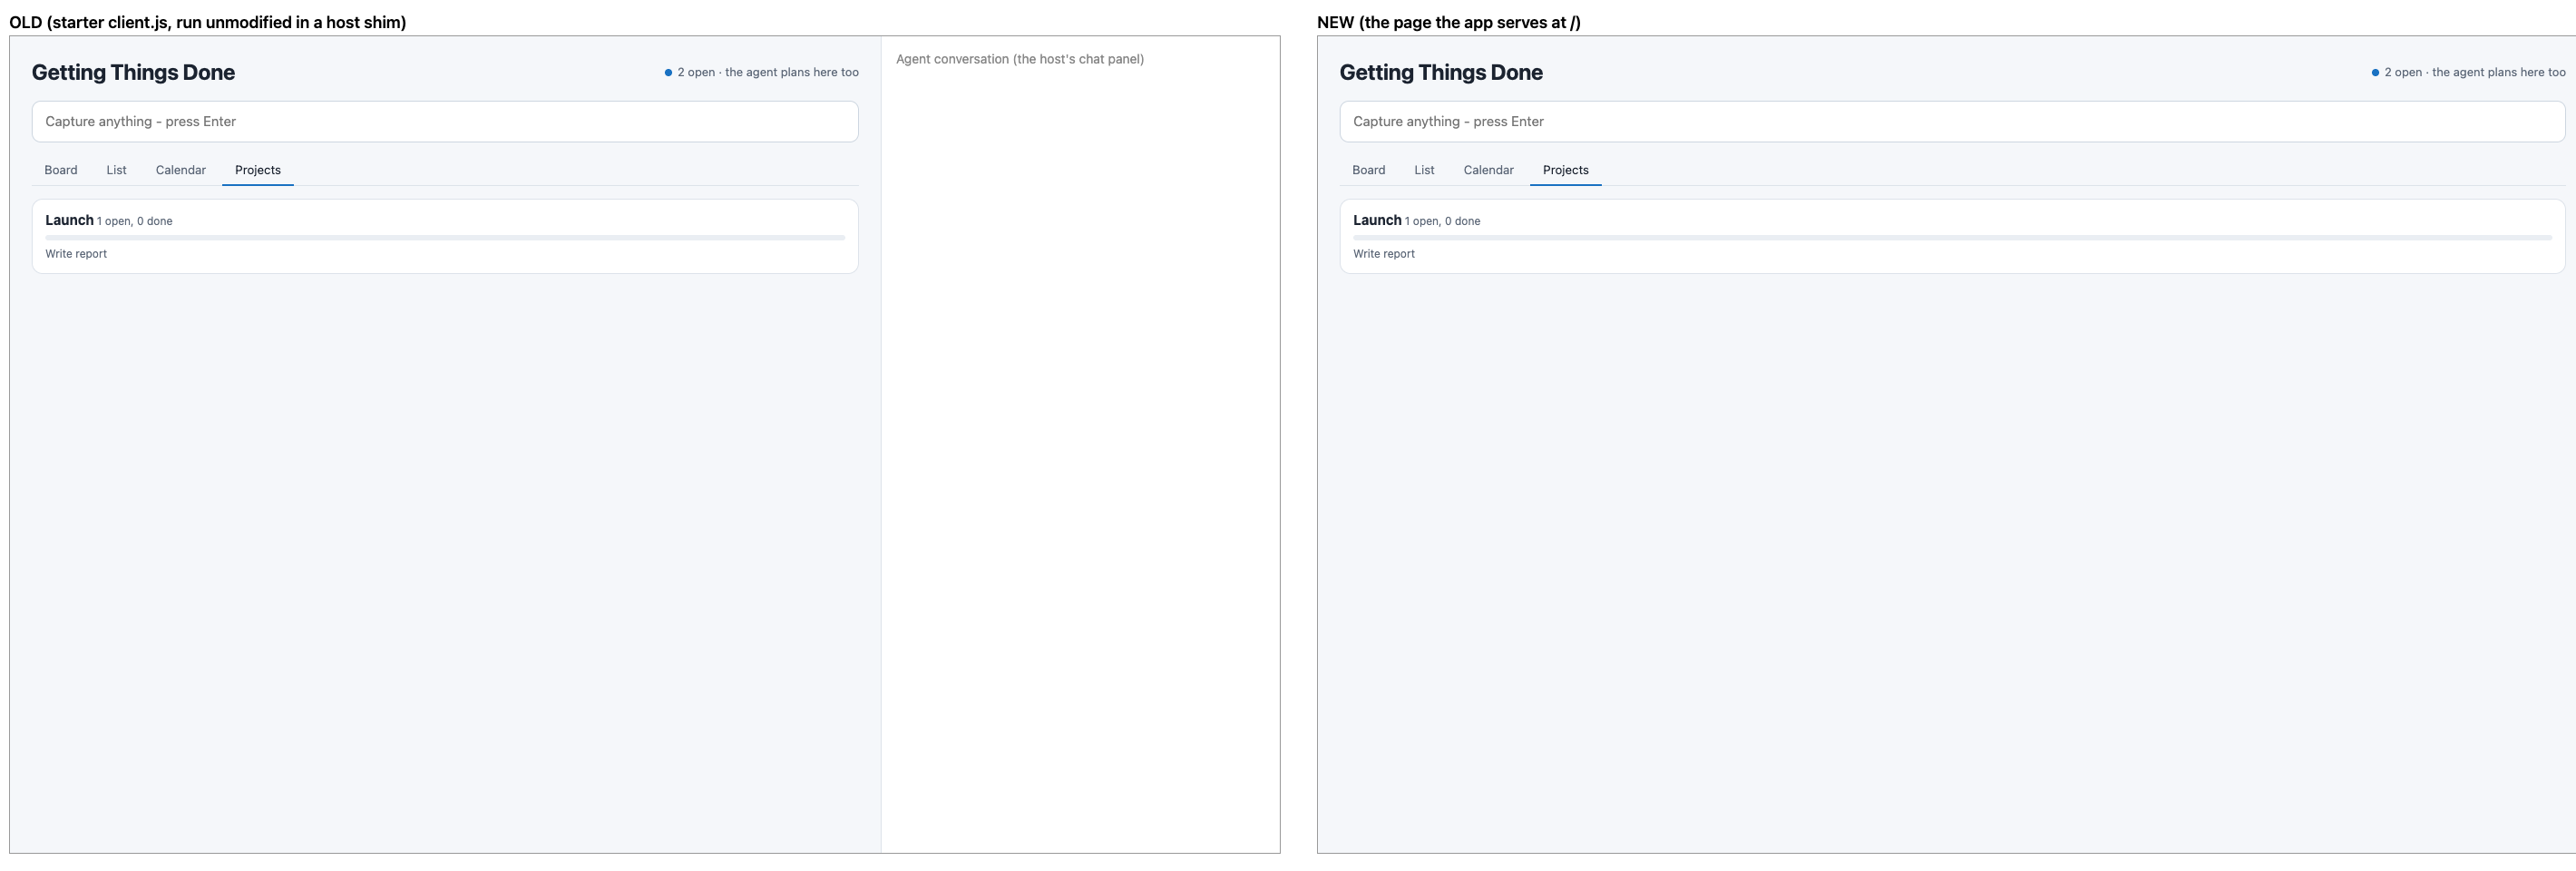 OLD (starter client.js, run unmodified in a host shim)
Getting Things Done
2 open · the agent plans here too
Capture anything - press Enter
Board List Calendar Projects
Launch 1 open, 0 done
Write report
Agent conversation (the host's chat panel)
NEW (the page the app serves at /)
Getting Things Done
2 open · the agent plans here too
Capture anything - press Enter
Board List Calendar Projects
Launch 1 open, 0 done
Write report